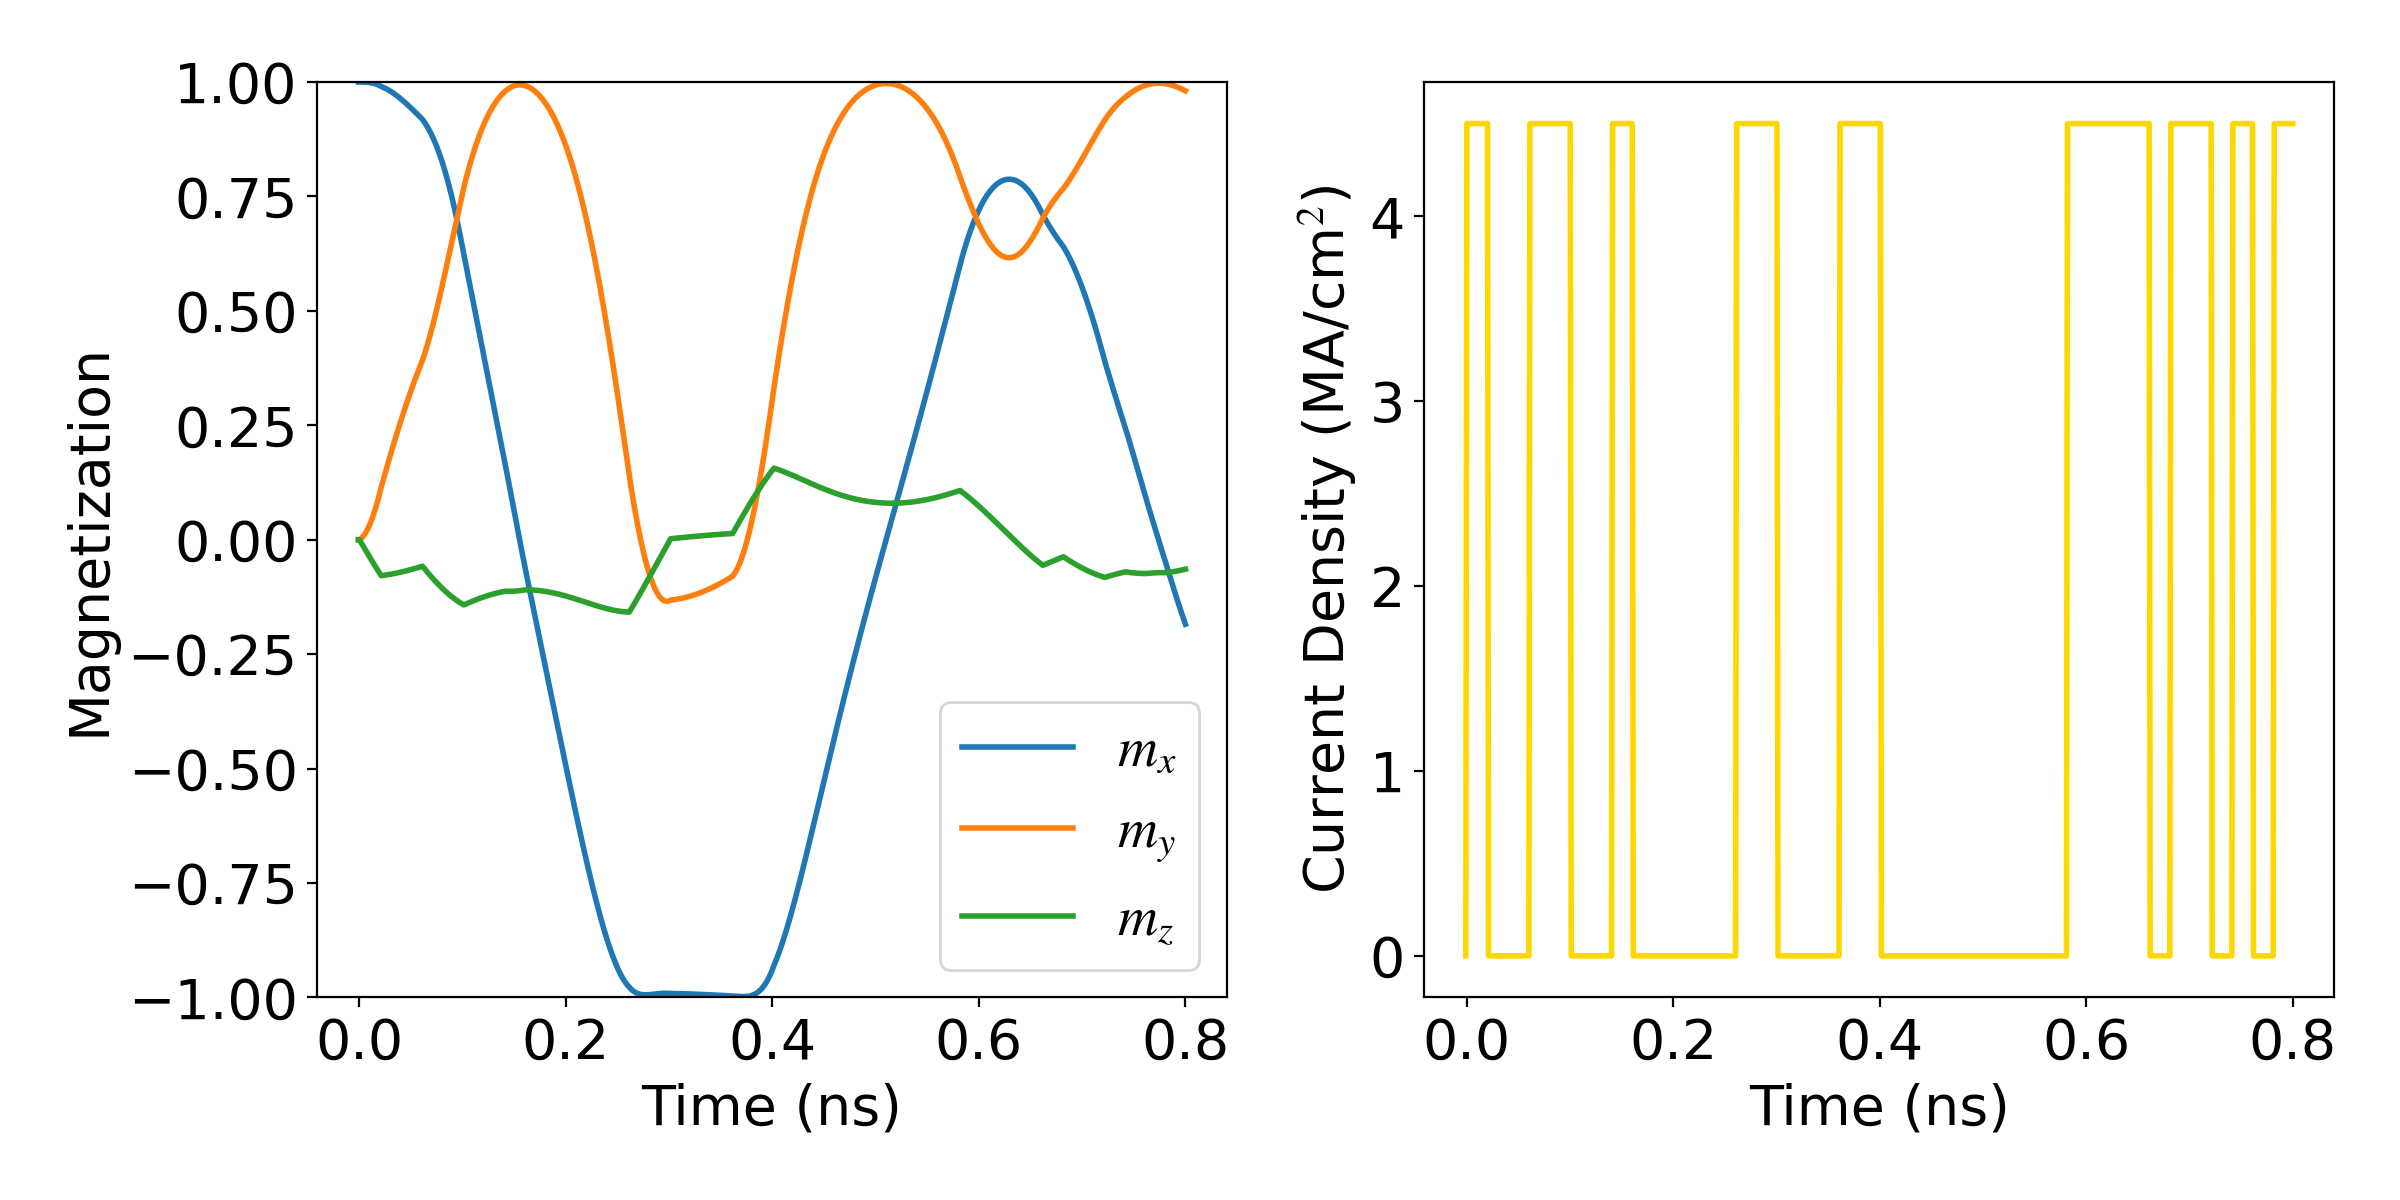 Magnetization
1.00
0.75
0.50
0.25
0.00
−0.25
−0.50
−0.75
−1.00
0.0 0.2 0.4 0.6 0.8
Time (ns)
mₓ
m_y
m_z
Current Density (MA/cm²)
4
3
2
1
0
0.0 0.2 0.4 0.6 0.8
Time (ns)